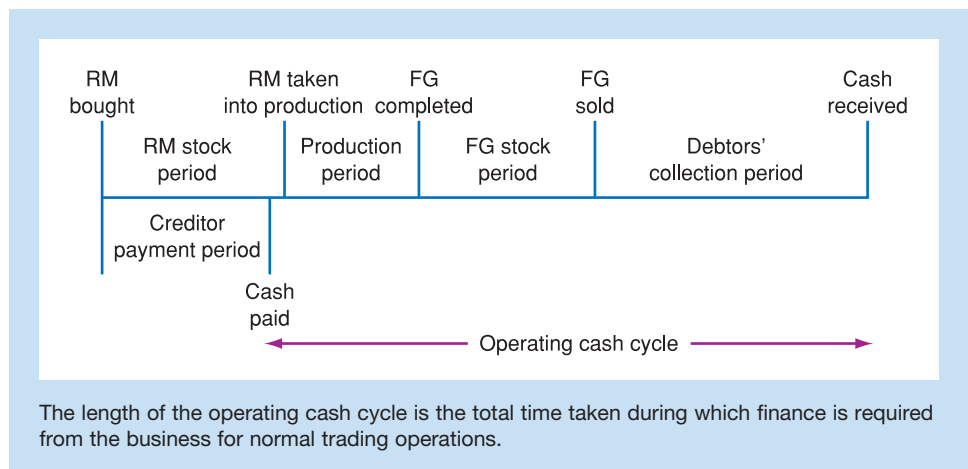 RM
bought
RM taken
into production
FG
completed
FG
sold
Cash
received
RM stock
period
Production
period
FG stock
period
Debtors’
collection period
Creditor
payment period
Cash
paid
Operating cash cycle
The length of the operating cash cycle is the total time taken during which finance is required
from the business for normal trading operations.